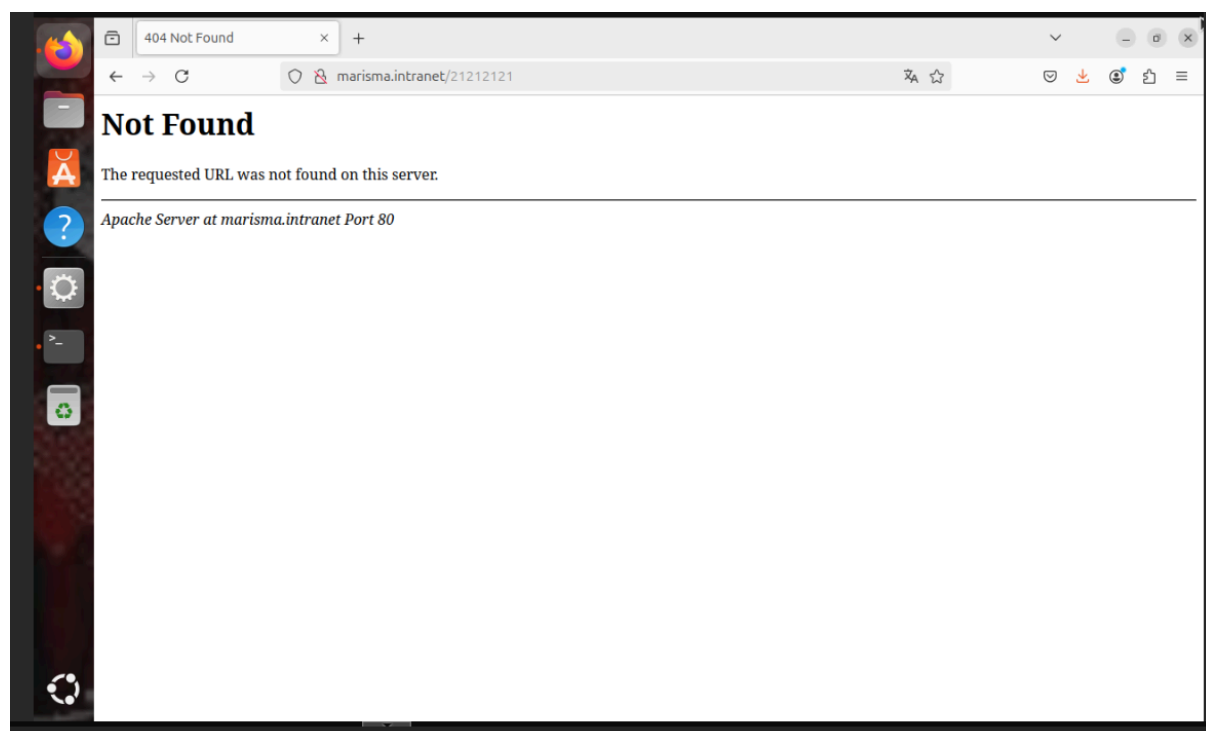 404 Not Found
marisma.intranet/21212121
Not Found
The requested URL was not found on this server.
Apache Server at marisma.intranet Port 80